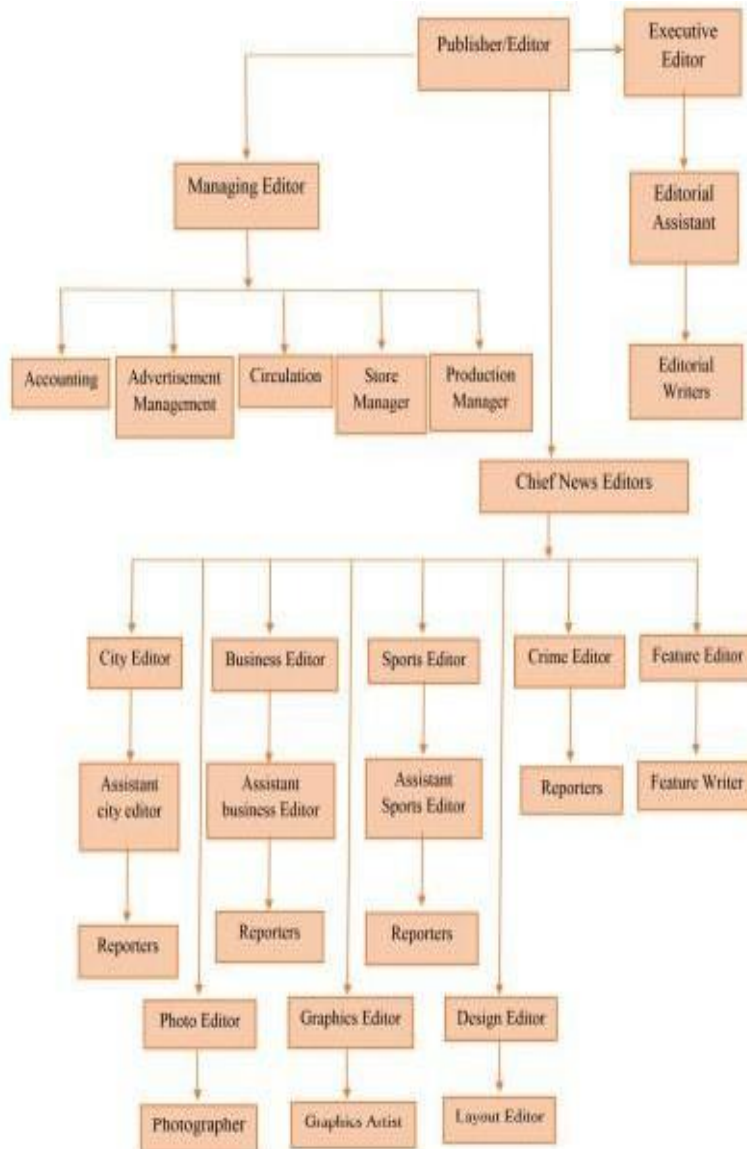 Publisher/Editor
Executive
Editor
Managing Editor
Editorial
Assistant
Accounting
Advertisement
Management
Circulation
Store
Manager
Production
Manager
Editorial
Writers
Chief News Editors
City Editor
Business Editor
Sports Editor
Crime Editor
Feature Editor
Assistant
city editor
Assistant
business Editor
Assistant
Sports Editor
Reporters
Feature Writer
Reporters
Reporters
Reporters
Photo Editor
Graphics Editor
Design Editor
Photographer
Graphics Artist
Layout Editor